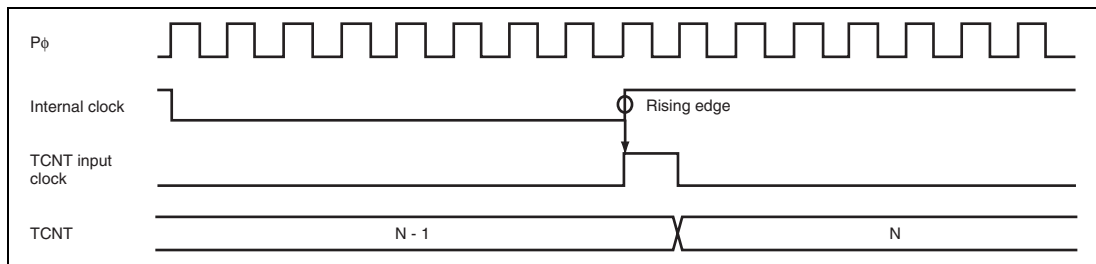 Pϕ
Internal clock
Rising edge
TCNT input
clock
TCNT
N - 1
N